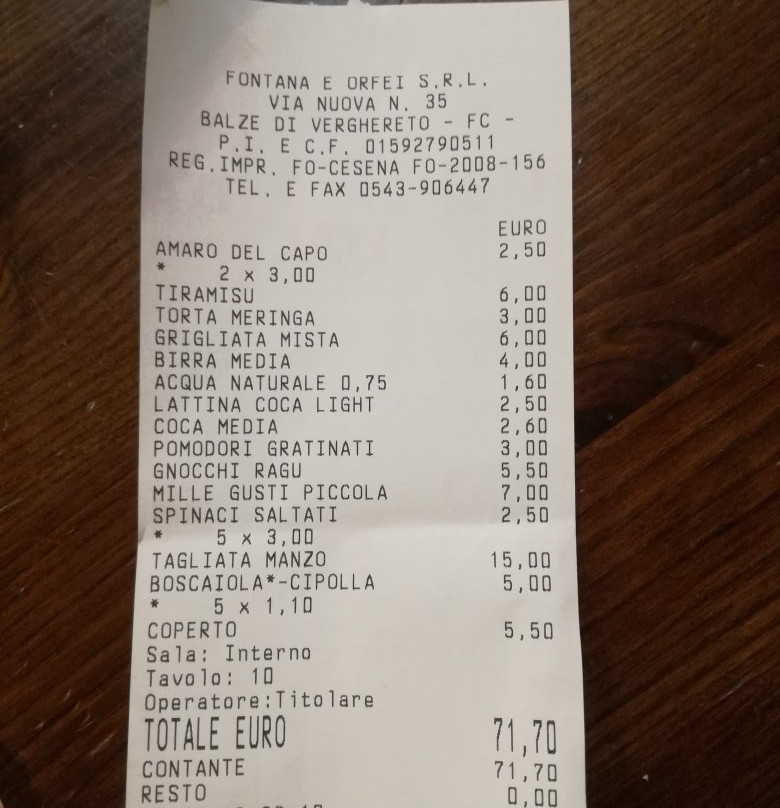 FONTANA E ORFEI S.R.L.
VIA NUOVA N. 35
BALZE DI VERGHERETO - FC -
P.I. E C.F. 01592790511
REG.IMPR. FO-CESENA FO-2008-156
TEL. E FAX 0543-906447
EURO
AMARO DEL CAPO 2,50
* 2 x 3,00
TIRAMISU 6,00
TORTA MERINGA 3,00
GRIGLIATA MISTA 6,00
BIRRA MEDIA 4,00
ACQUA NATURALE 0,75 1,60
LATTINA COCA LIGHT 2,50
COCA MEDIA 2,60
POMODORI GRATINATI 3,00
GNOCCHI RAGU 5,50
MILLE GUSTI PICCOLA 7,00
SPINACI SALTATI 2,50
* 5 x 3,00
TAGLIATA MANZO 15,00
BOSCAIOLA*-CIPOLLA 5,00
* 5 x 1,10
COPERTO 5,50
Sala: Interno
Tavolo: 10
Operatore:Titolare
TOTALE EURO 71,70
CONTANTE 71,70
RESTO 0,00